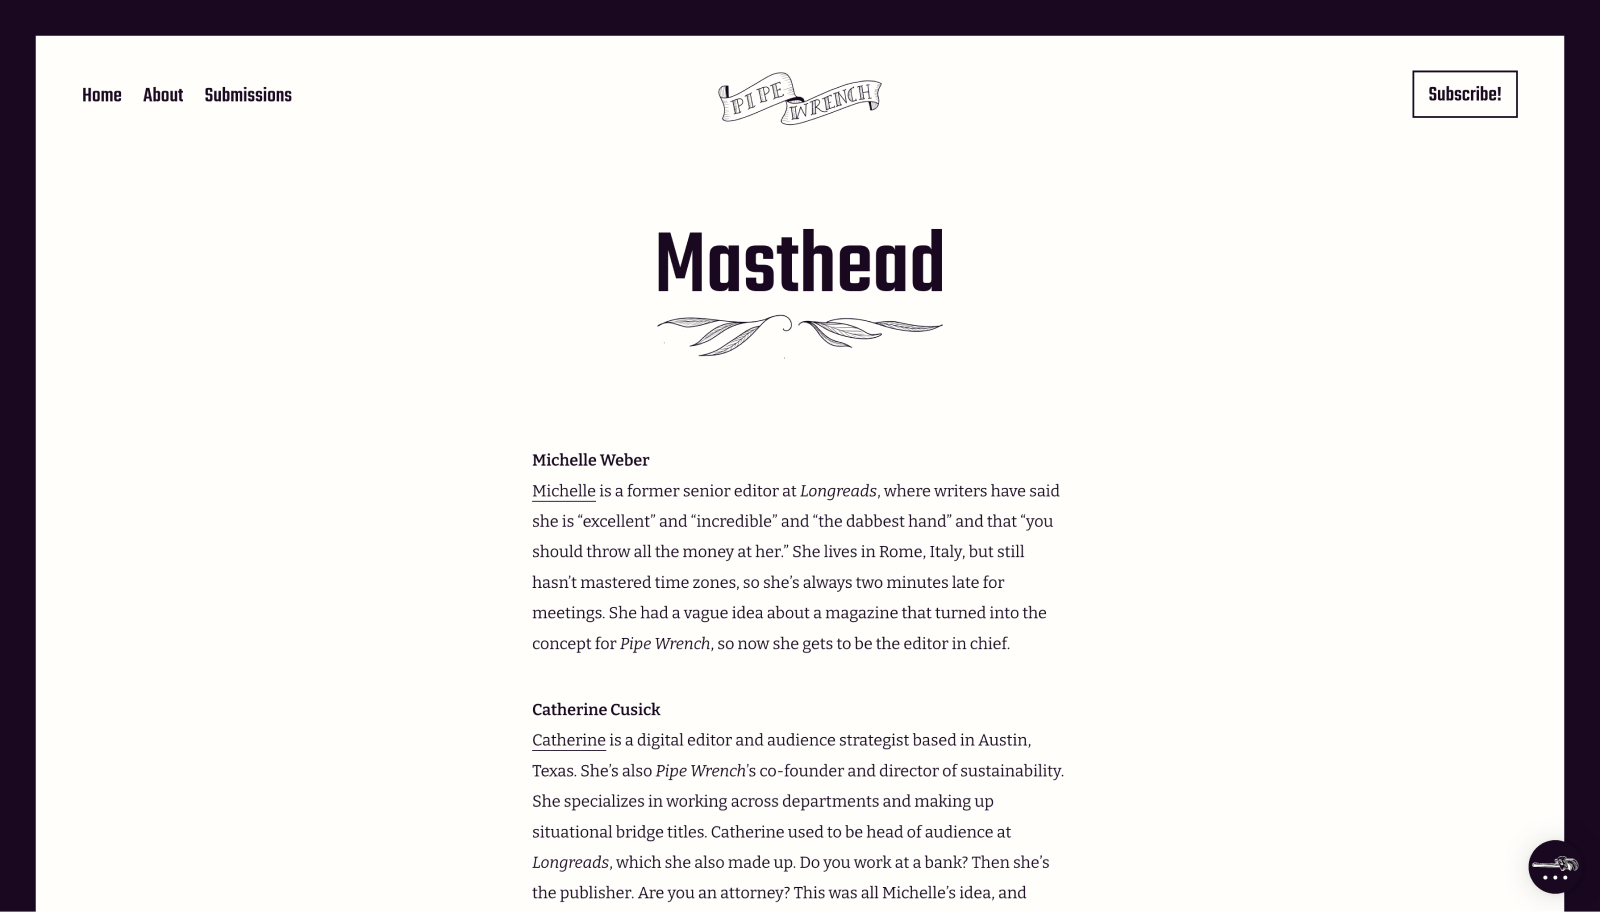 Home About Submissions
PIPE WRENCH
Subscribe!
Masthead
Michelle Weber
Michelle is a former senior editor at Longreads, where writers have said
she is “excellent” and “incredible” and “the dabbest hand” and that “you
should throw all the money at her.” She lives in Rome, Italy, but still
hasn’t mastered time zones, so she’s always two minutes late for
meetings. She had a vague idea about a magazine that turned into the
concept for Pipe Wrench, so now she gets to be the editor in chief.
Catherine Cusick
Catherine is a digital editor and audience strategist based in Austin,
Texas. She’s also Pipe Wrench’s co-founder and director of sustainability.
She specializes in working across departments and making up
situational bridge titles. Catherine used to be head of audience at
Longreads, which she also made up. Do you work at a bank? Then she’s
the publisher. Are you an attorney? This was all Michelle’s idea, and